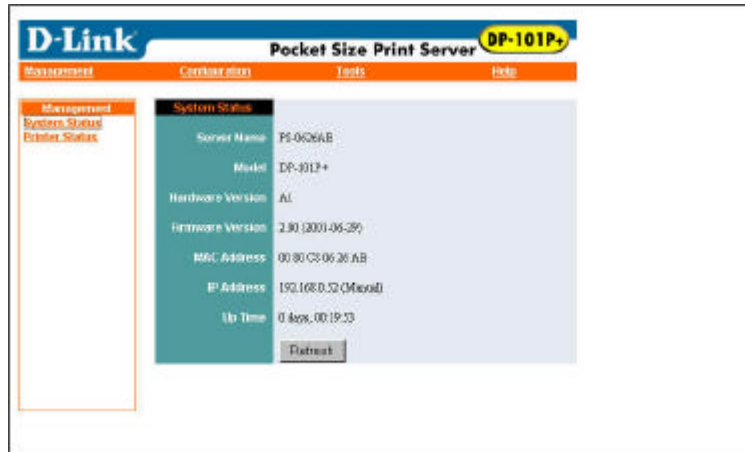 D-Link
Pocket Size Print Server DP-101P+
Management Configuration Tools Help
Management
System Status
Printer Status
System Status
Server Name PS-0626AB
Model DP-101P+
Hardware Version A1
Firmware Version 2.80 (2001-06-29)
MAC Address 00 80 C8 06 26 AB
IP Address 192.168.0.52 (Manual)
Up Time 0 days, 00:19:53
Refresh